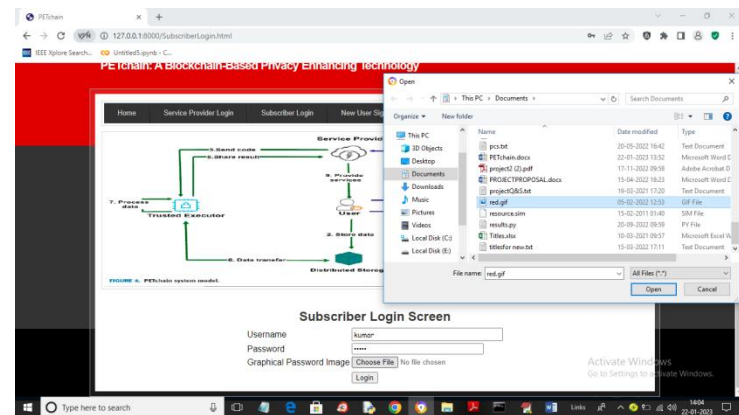 PETchain
127.0.0.1:8000/SubscriberLogin.html
IEEE Xplore Search...
Untitled5.ipynb - C...
PETchain: A Blockchain-Based Privacy Enhancing Technology
Home
Service Provider Login
Subscriber Login
New User Sig
Service Provid
5.Send code
8.Share result
9. Provide
services
7. Process
data
Trusted Executor
User
2. Store data
6. Data transfer
Distributed Storag
FIGURE 6. PETchain system model.
Open
This PC > Documents >
Search Documents
Organize
New folder
This PC
3D Objects
Desktop
Documents
Downloads
Music
Pictures
Videos
Local Disk (C:)
Local Disk (E:)
Name
Date modified
Type
pcs.txt
20-05-2022 16:42
Text Document
PETchain.docx
22-01-2023 13:52
Microsoft Word D
project2 (2).pdf
17-11-2022 09:58
Adobe Acrobat D
PROJECTPROPOSAL.docx
15-04-2022 18:23
Microsoft Word D
projectQ&S.txt
19-02-2021 17:20
Text Document
red.gif
05-02-2022 12:53
GIF File
resource.sim
15-02-2011 01:40
SIM File
results.py
20-09-2022 09:59
PY File
Titles.xlsx
10-03-2021 09:57
Microsoft Excel W
titlesfor new.txt
15-03-2022 17:11
Text Document
File name:
red.gif
All Files (*.*)
Open
Cancel
Subscriber Login Screen
Username
kumar
Password
•••••
Graphical Password Image
Choose File
No file chosen
Login
Activate Windows
Go to Settings to activate Windows.
Type here to search
Links
14:04
22-01-2023